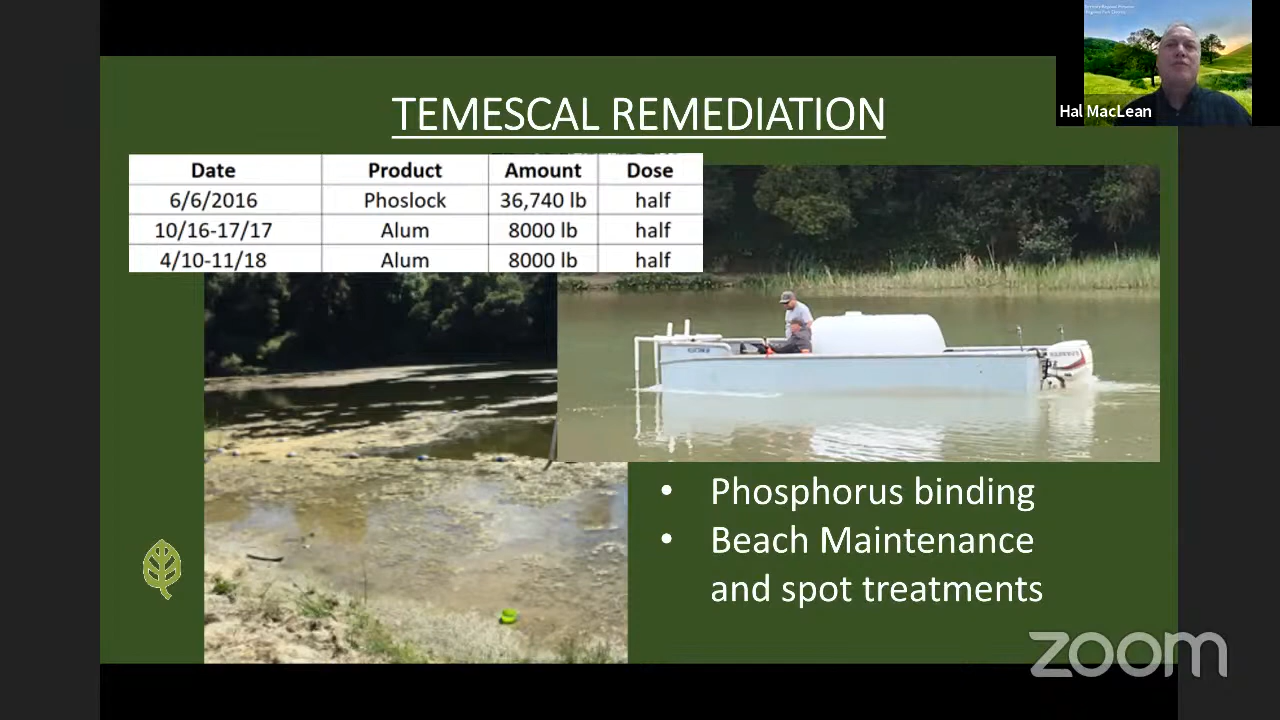 TEMESCAL REMEDIATION
Date Product Amount Dose
6/6/2016 Phoslock 36,740 lb half
10/16-17/17 Alum 8000 lb half
4/10-11/18 Alum 8000 lb half
Hal MacLean
• Phosphorus binding
• Beach Maintenance
and spot treatments
zoom